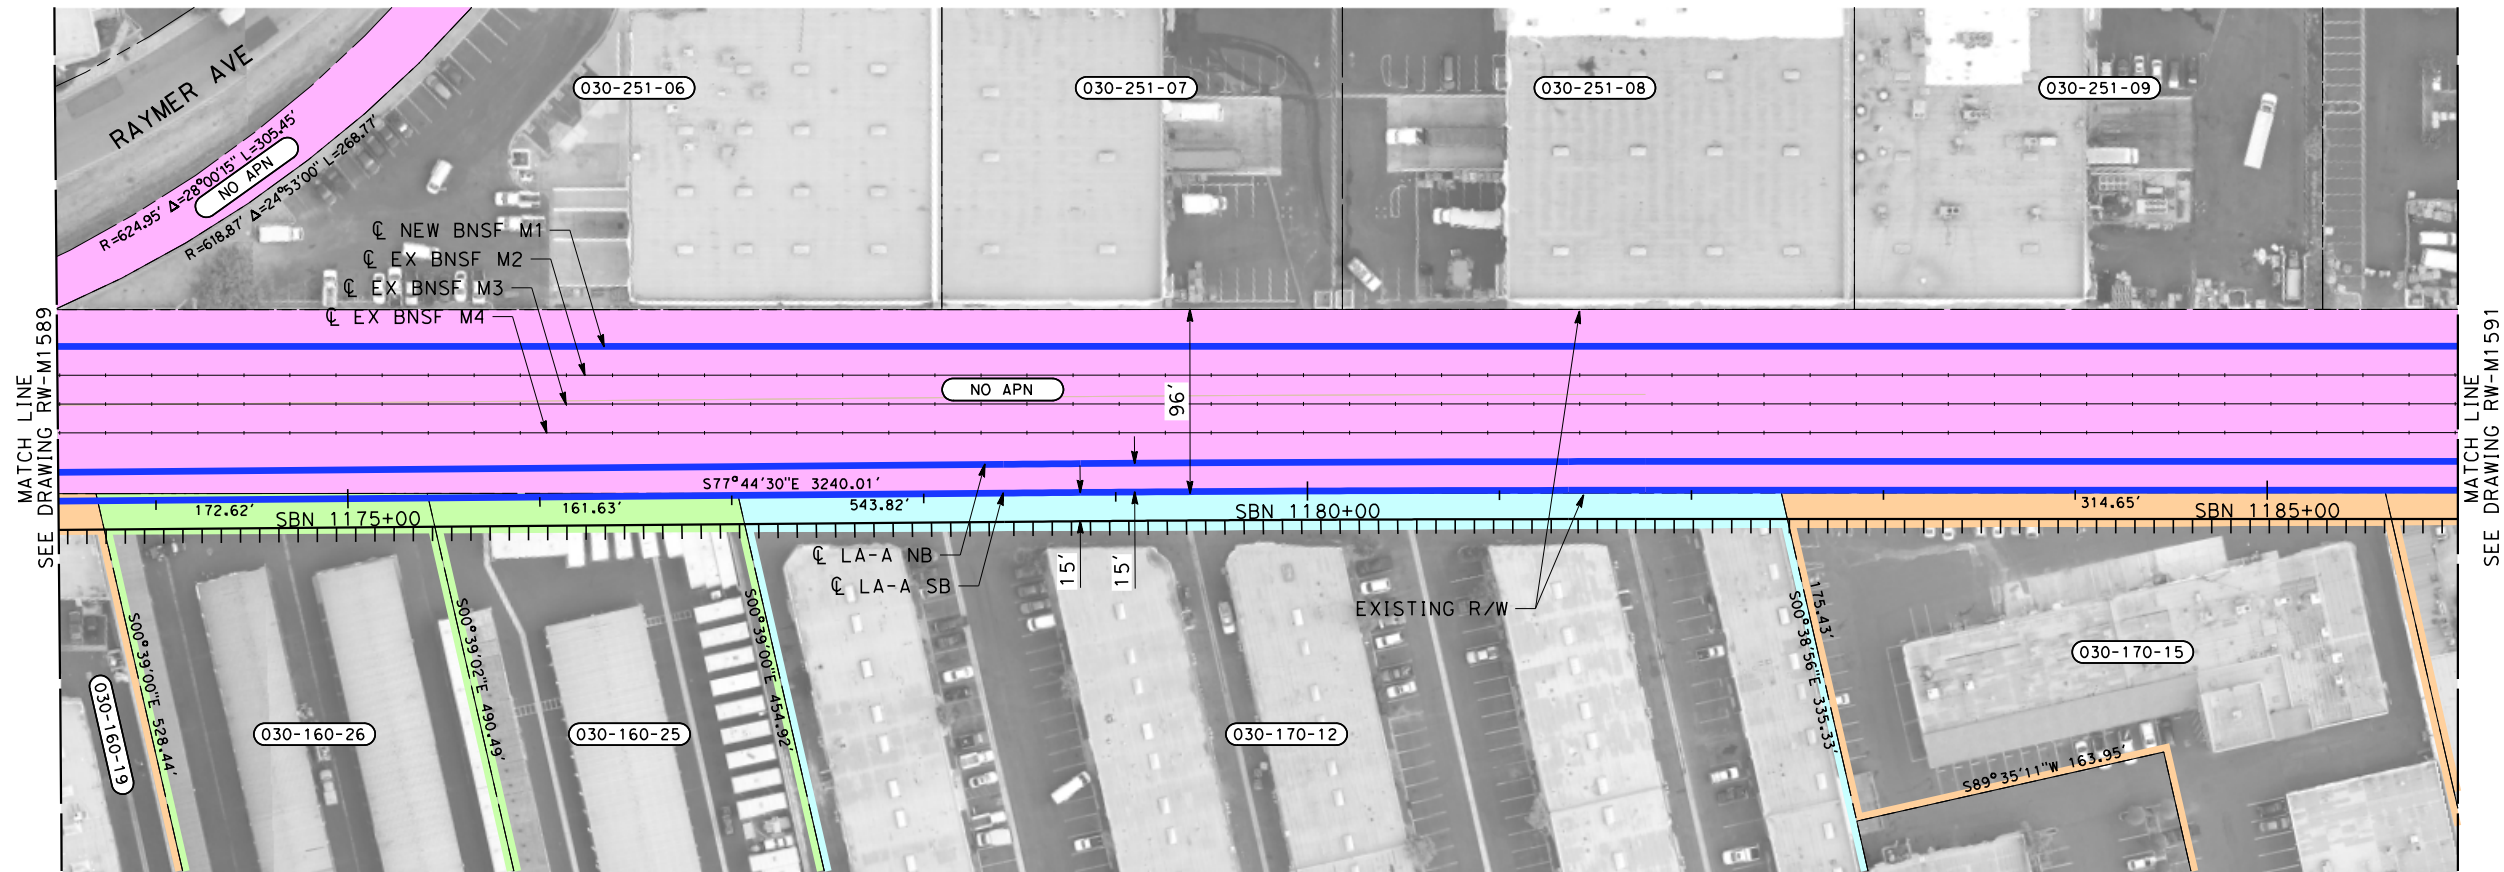 RAYMER AVE
R=624.95' Δ=28°00'15" L=305.45'
NO APN
R=618.87' Δ=24°53'00" L=268.77'
030-251-06
030-251-07
030-251-08
030-251-09
℄ NEW BNSF M1
℄ EX BNSF M2
℄ EX BNSF M3
℄ EX BNSF M4
MATCH LINE
SEE DRAWING RW-M1589
MATCH LINE
SEE DRAWING RW-M1591
NO APN
96'
S77°44'30"E 3240.01'
172.62'
SBN 1175+00
161.63'
543.82'
SBN 1180+00
314.65'
SBN 1185+00
℄ LA-A NB
℄ LA-A SB
15'
15'
EXISTING R/W
S00°39'00"E 528.44'
S00°39'02"E 490.49'
S00°39'00"E 454.92'
175.43'
S00°38'56"E 335.33'
030-160-19
030-160-26
030-160-25
030-170-12
030-170-15
S89°35'11"W 163.95'